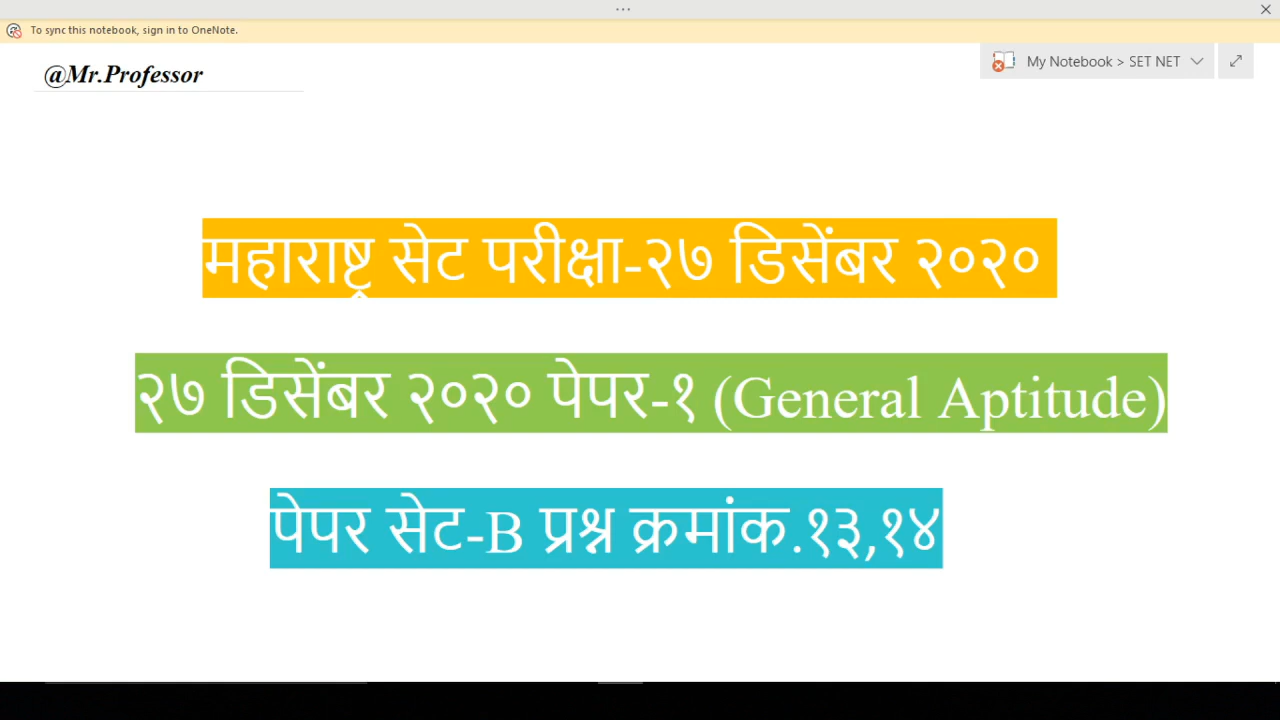 ...
To sync this notebook, sign in to OneNote.
@Mr.Professor
My Notebook > SET NET
महाराष्ट्र सेट परीक्षा-२७ डिसेंबर २०२०
२७ डिसेंबर २०२० पेपर-१ (General Aptitude)
पेपर सेट-B प्रश्न क्रमांक.१३,१४